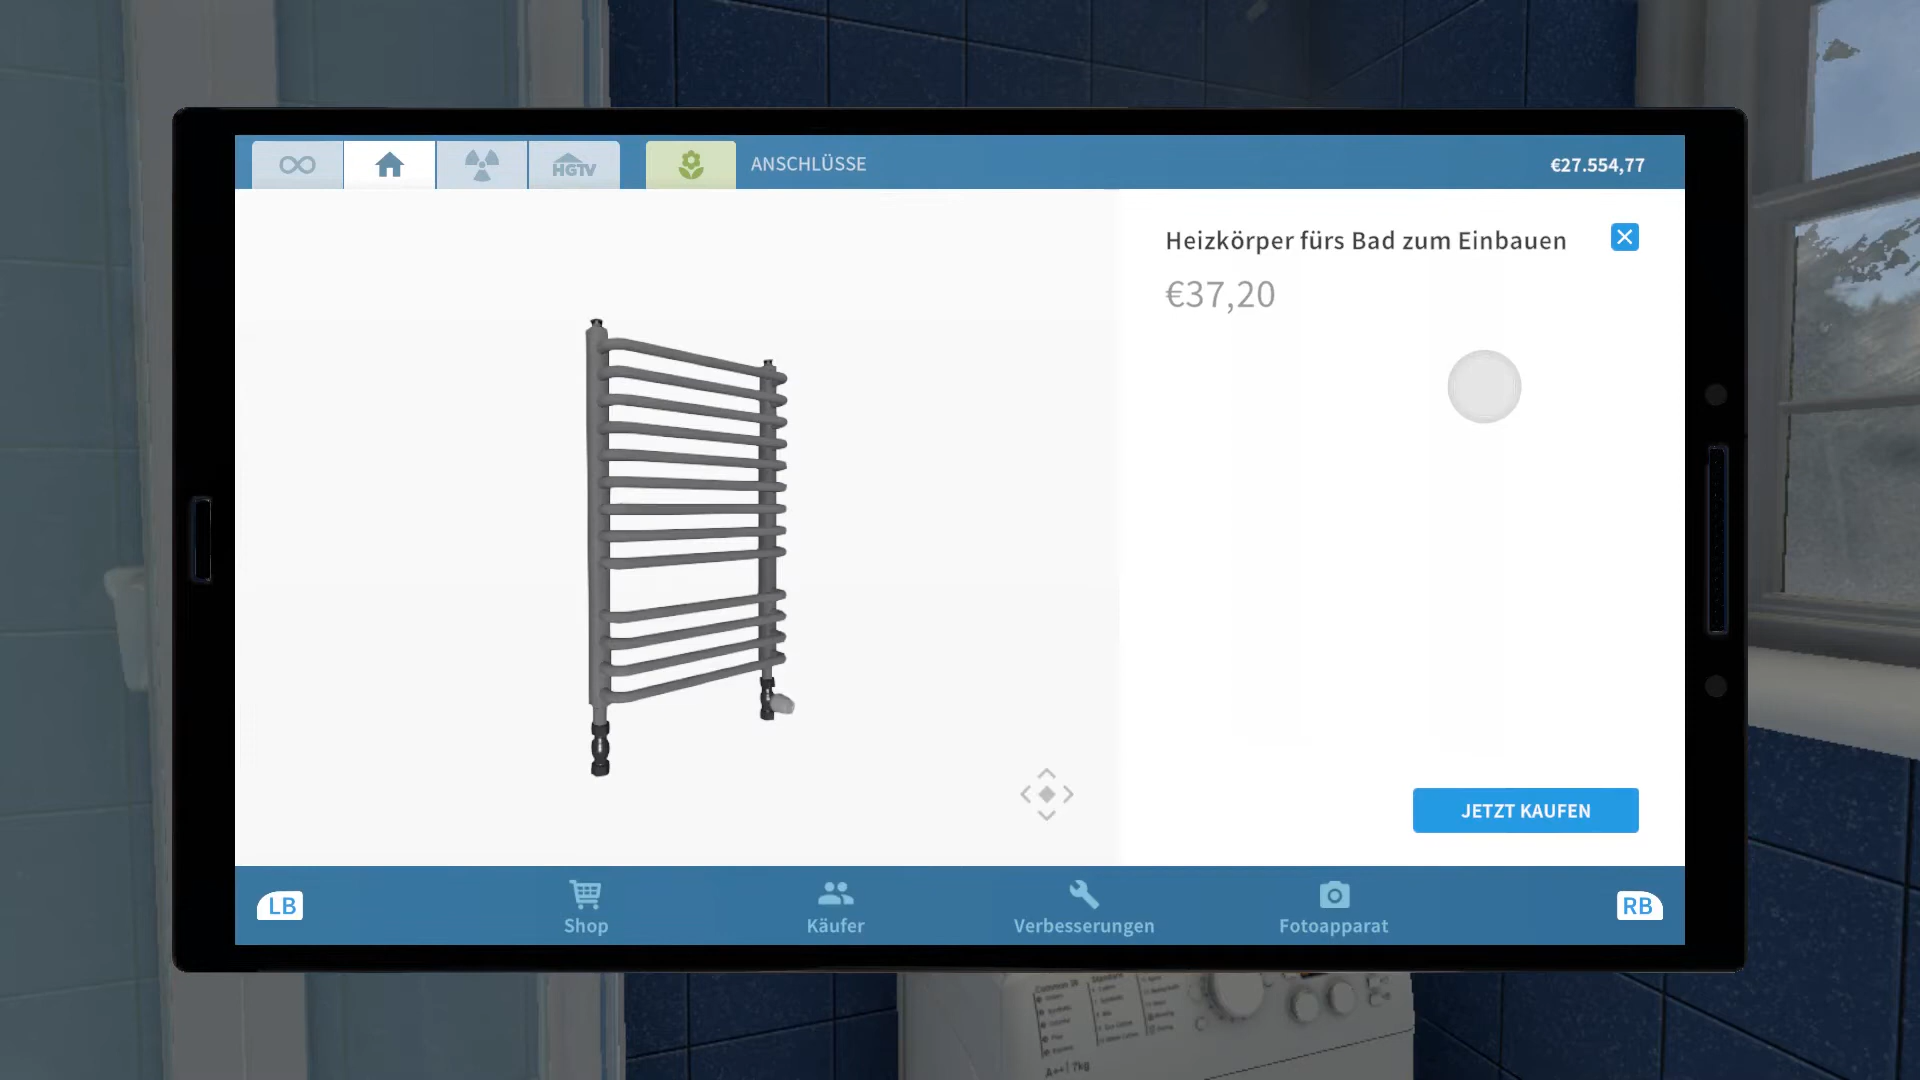 HGTV
ANSCHLÜSSE
€27.554,77
Heizkörper fürs Bad zum Einbauen
€37,20
JETZT KAUFEN
LB
Shop
Käufer
Verbesserungen
Fotoapparat
RB
A++ 7kg